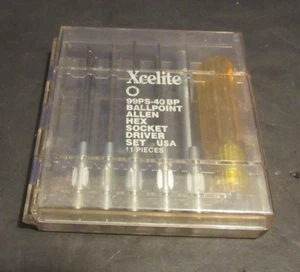 Xcelite
99PS-40 BP
BALLPOINT
ALLEN
HEX
SOCKET
DRIVER
SET USA
11 PIECES